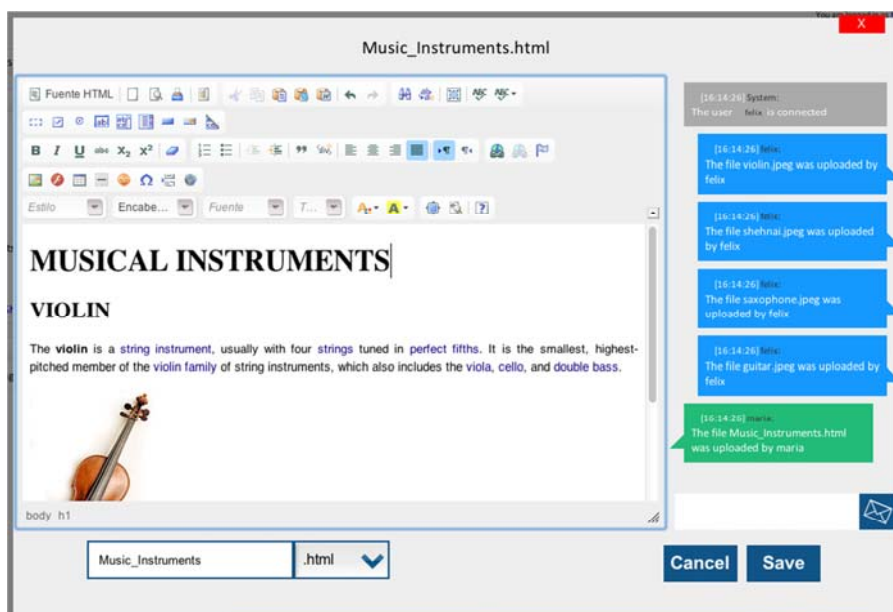 X
Music_Instruments.html
Fuente HTML
B I U abc X₂ X²
Estilo
Encabe...
Fuente
T...
MUSICAL INSTRUMENTS
VIOLIN
The violin is a string instrument, usually with four strings tuned in perfect fifths. It is the smallest, highest-
pitched member of the violin family of string instruments, which also includes the viola, cello, and double bass.
body h1
[16:14:26] System:
The user felix is connected
[16:14:26] felix:
The file violin.jpeg was uploaded by
felix
[16:14:26] felix:
The file shehnai.jpeg was uploaded
by felix
[16:14:26] felix:
The file saxophone.jpeg was
uploaded by felix
[16:14:26] felix:
The file guitar.jpeg was uploaded by
felix
[16:14:26] maria:
The file Music_Instruments.html
was uploaded by maria
Music_Instruments
.html
Cancel
Save